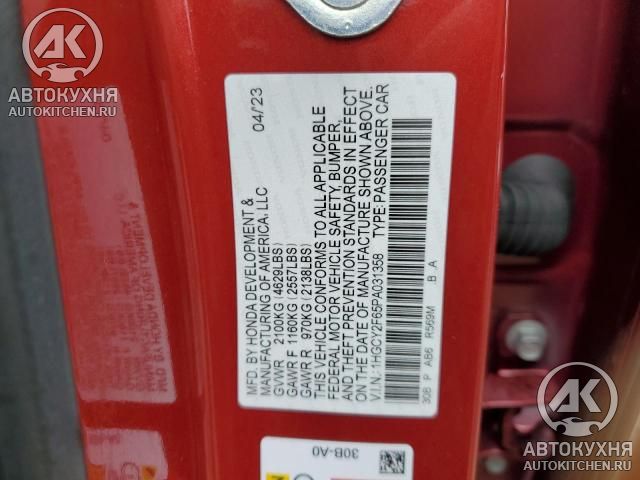 AK
АВТОКУХНЯ
AUTOKITCHEN.RU
MFD. BY HONDA DEVELOPMENT & 04/23
MANUFACTURING OF AMERICA, LLC
GVWR 2100KG (4629LBS)
GAWR F 1160KG (2557LBS)
GAWR R 970KG (2138LBS)
THIS VEHICLE CONFORMS TO ALL APPLICABLE
FEDERAL MOTOR VEHICLE SAFETY, BUMPER,
AND THEFT PREVENTION STANDARDS IN EFFECT
ON THE DATE OF MANUFACTURE SHOWN ABOVE.
V.I.N.: 1HGCY2F65PA031358 TYPE: PASSENGER CAR
30B P AB6 R569M .B .A
30B-A0
AK
АВТОКУХНЯ
AUTOKITCHEN.RU